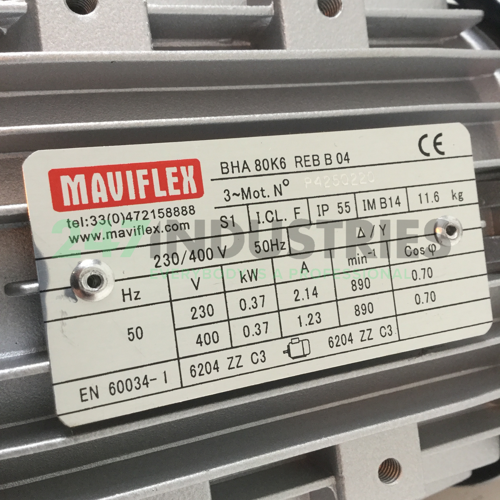 MAVIFLEX
BHA 80K6 REB B 04
CE
tel:33(0)472158888
3~Mot. Nº
www.maviflex.com
S1 I.CL. F IP 55 IM B14 11.6 kg
230/400 V 50Hz Δ/Y
Hz V kW A min⁻¹ Cos φ
50 230 0.37 2.14 890 0.70
400 0.37 1.23 890 0.70
EN 60034-1 6204 ZZ C3 6204 ZZ C3
247INDUSTRIES